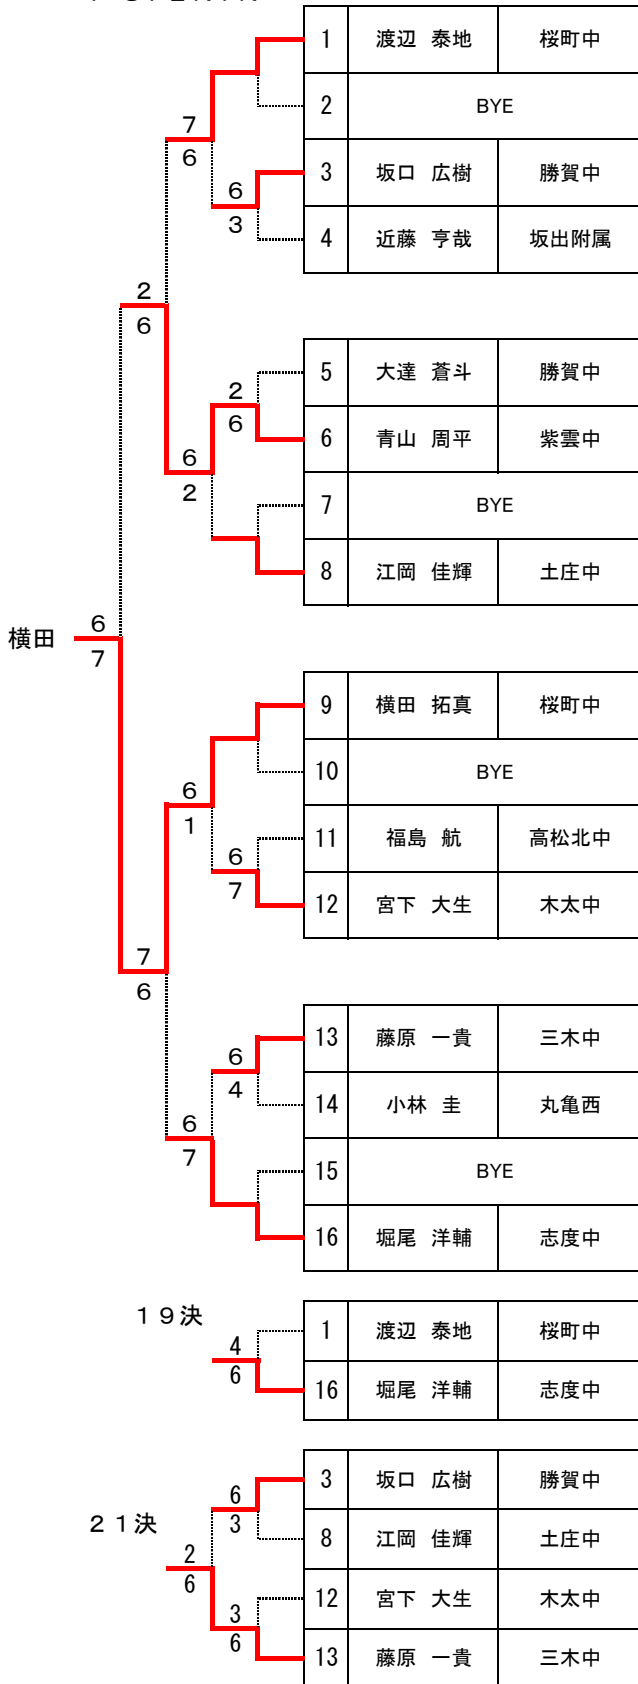 1 渡辺 泰地 桜町中
2 BYE
7
6
3 坂口 広樹 勝賀中
6
3
4 近藤 亨哉 坂出附属
2
6
5 大達 蒼斗 勝賀中
2
6
6 青山 周平 紫雲中
6
2
7 BYE
8 江岡 佳輝 土庄中
横田
6
7
9 横田 拓真 桜町中
10 BYE
6
1
11 福島 航 高松北中
6
7
12 宮下 大生 木太中
7
6
13 藤原 一貴 三木中
6
4
14 小林 圭 丸亀西
6
7
15 BYE
16 堀尾 洋輔 志度中
19決
1 渡辺 泰地 桜町中
4
6
16 堀尾 洋輔 志度中
21決
3 坂口 広樹 勝賀中
6
3
8 江岡 佳輝 土庄中
2
6
12 宮下 大生 木太中
3
6
13 藤原 一貴 三木中